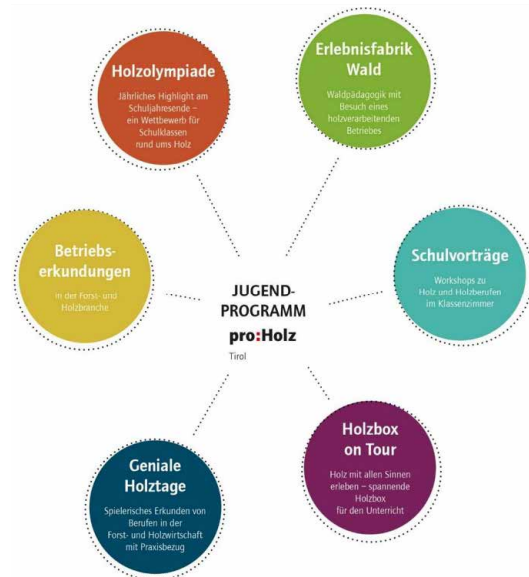 Holzolympiade
Jährliches Highlight am
Schuljahresende –
ein Wettbewerb für
Schulklassen
rund ums Holz
Erlebnisfabrik
Wald
Waldpädagogik mit
Besuch eines
holzverarbeitenden
Betriebes
Betriebs-
erkundungen
in der Forst- und
Holzbranche
Schulvorträge
Workshops zu
Holz und Holzberufen
im Klassenzimmer
JUGEND-
PROGRAMM
pro:Holz
Tirol
Geniale
Holztage
Spielerisches Erkunden von
Berufen in der
Forst- und Holzwirtschaft
mit Praxisbezug
Holzbox
on Tour
Holz mit allen Sinnen
erleben – spannende
Holzbox
für den Unterricht